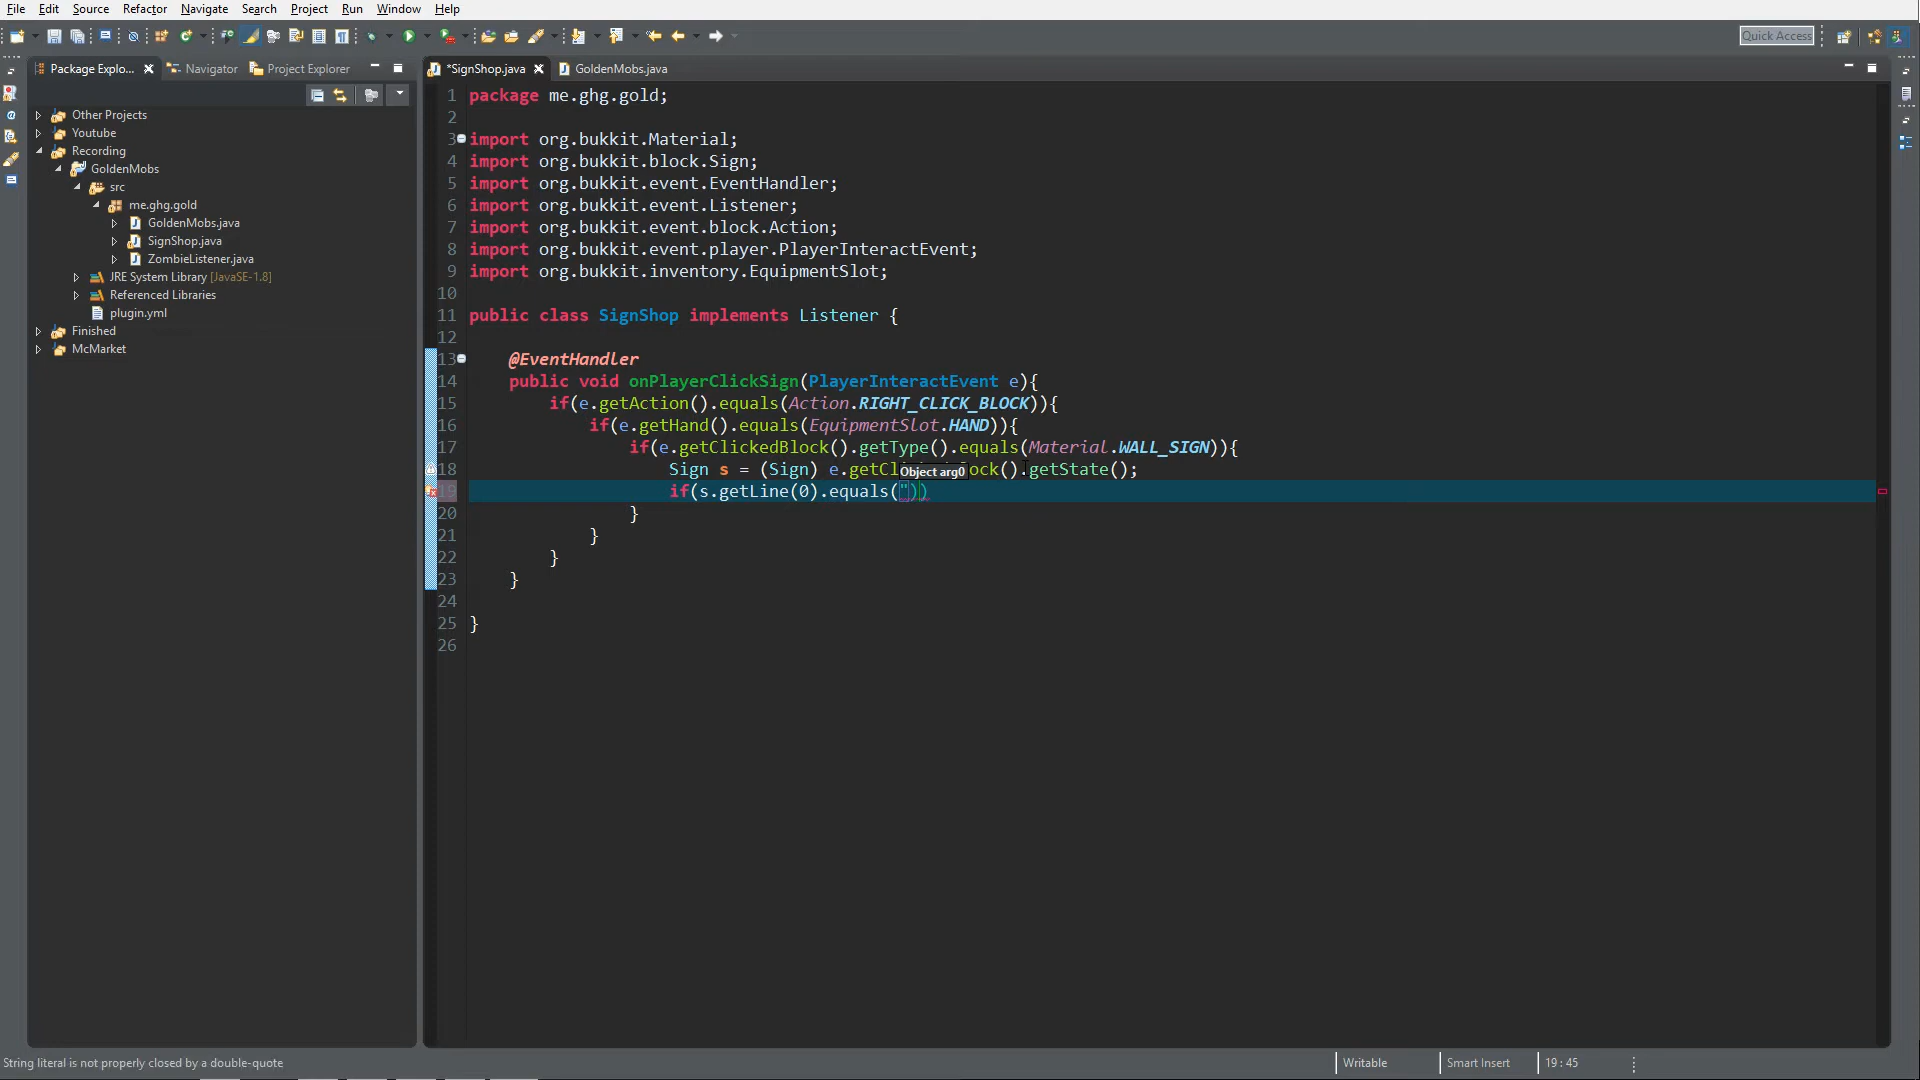 File Edit Source Refactor Navigate Search Project Run Window Help
Quick Access
Package Explo... Navigator Project Explorer
*SignShop.java GoldenMobs.java
Other Projects
Youtube
Recording
GoldenMobs
src
me.ghg.gold
GoldenMobs.java
SignShop.java
ZombieListener.java
JRE System Library [JavaSE-1.8]
Referenced Libraries
plugin.yml
Finished
McMarket
1 package me.ghg.gold;
2
3 import org.bukkit.Material;
4 import org.bukkit.block.Sign;
5 import org.bukkit.event.EventHandler;
6 import org.bukkit.event.Listener;
7 import org.bukkit.event.block.Action;
8 import org.bukkit.event.player.PlayerInteractEvent;
9 import org.bukkit.inventory.EquipmentSlot;
10
11 public class SignShop implements Listener {
12
13 @EventHandler
14 public void onPlayerClickSign(PlayerInteractEvent e){
15 if(e.getAction().equals(Action.RIGHT_CLICK_BLOCK)){
16 if(e.getHand().equals(EquipmentSlot.HAND)){
17 if(e.getClickedBlock().getType().equals(Material.WALL_SIGN)){
18 Sign s = (Sign) e.getCl Object arg0 ock().getState();
19 if(s.getLine(0).equals("))
20 }
21 }
22 }
23 }
24
25 }
26
String literal is not properly closed by a double-quote
Writable Smart Insert 19 : 45